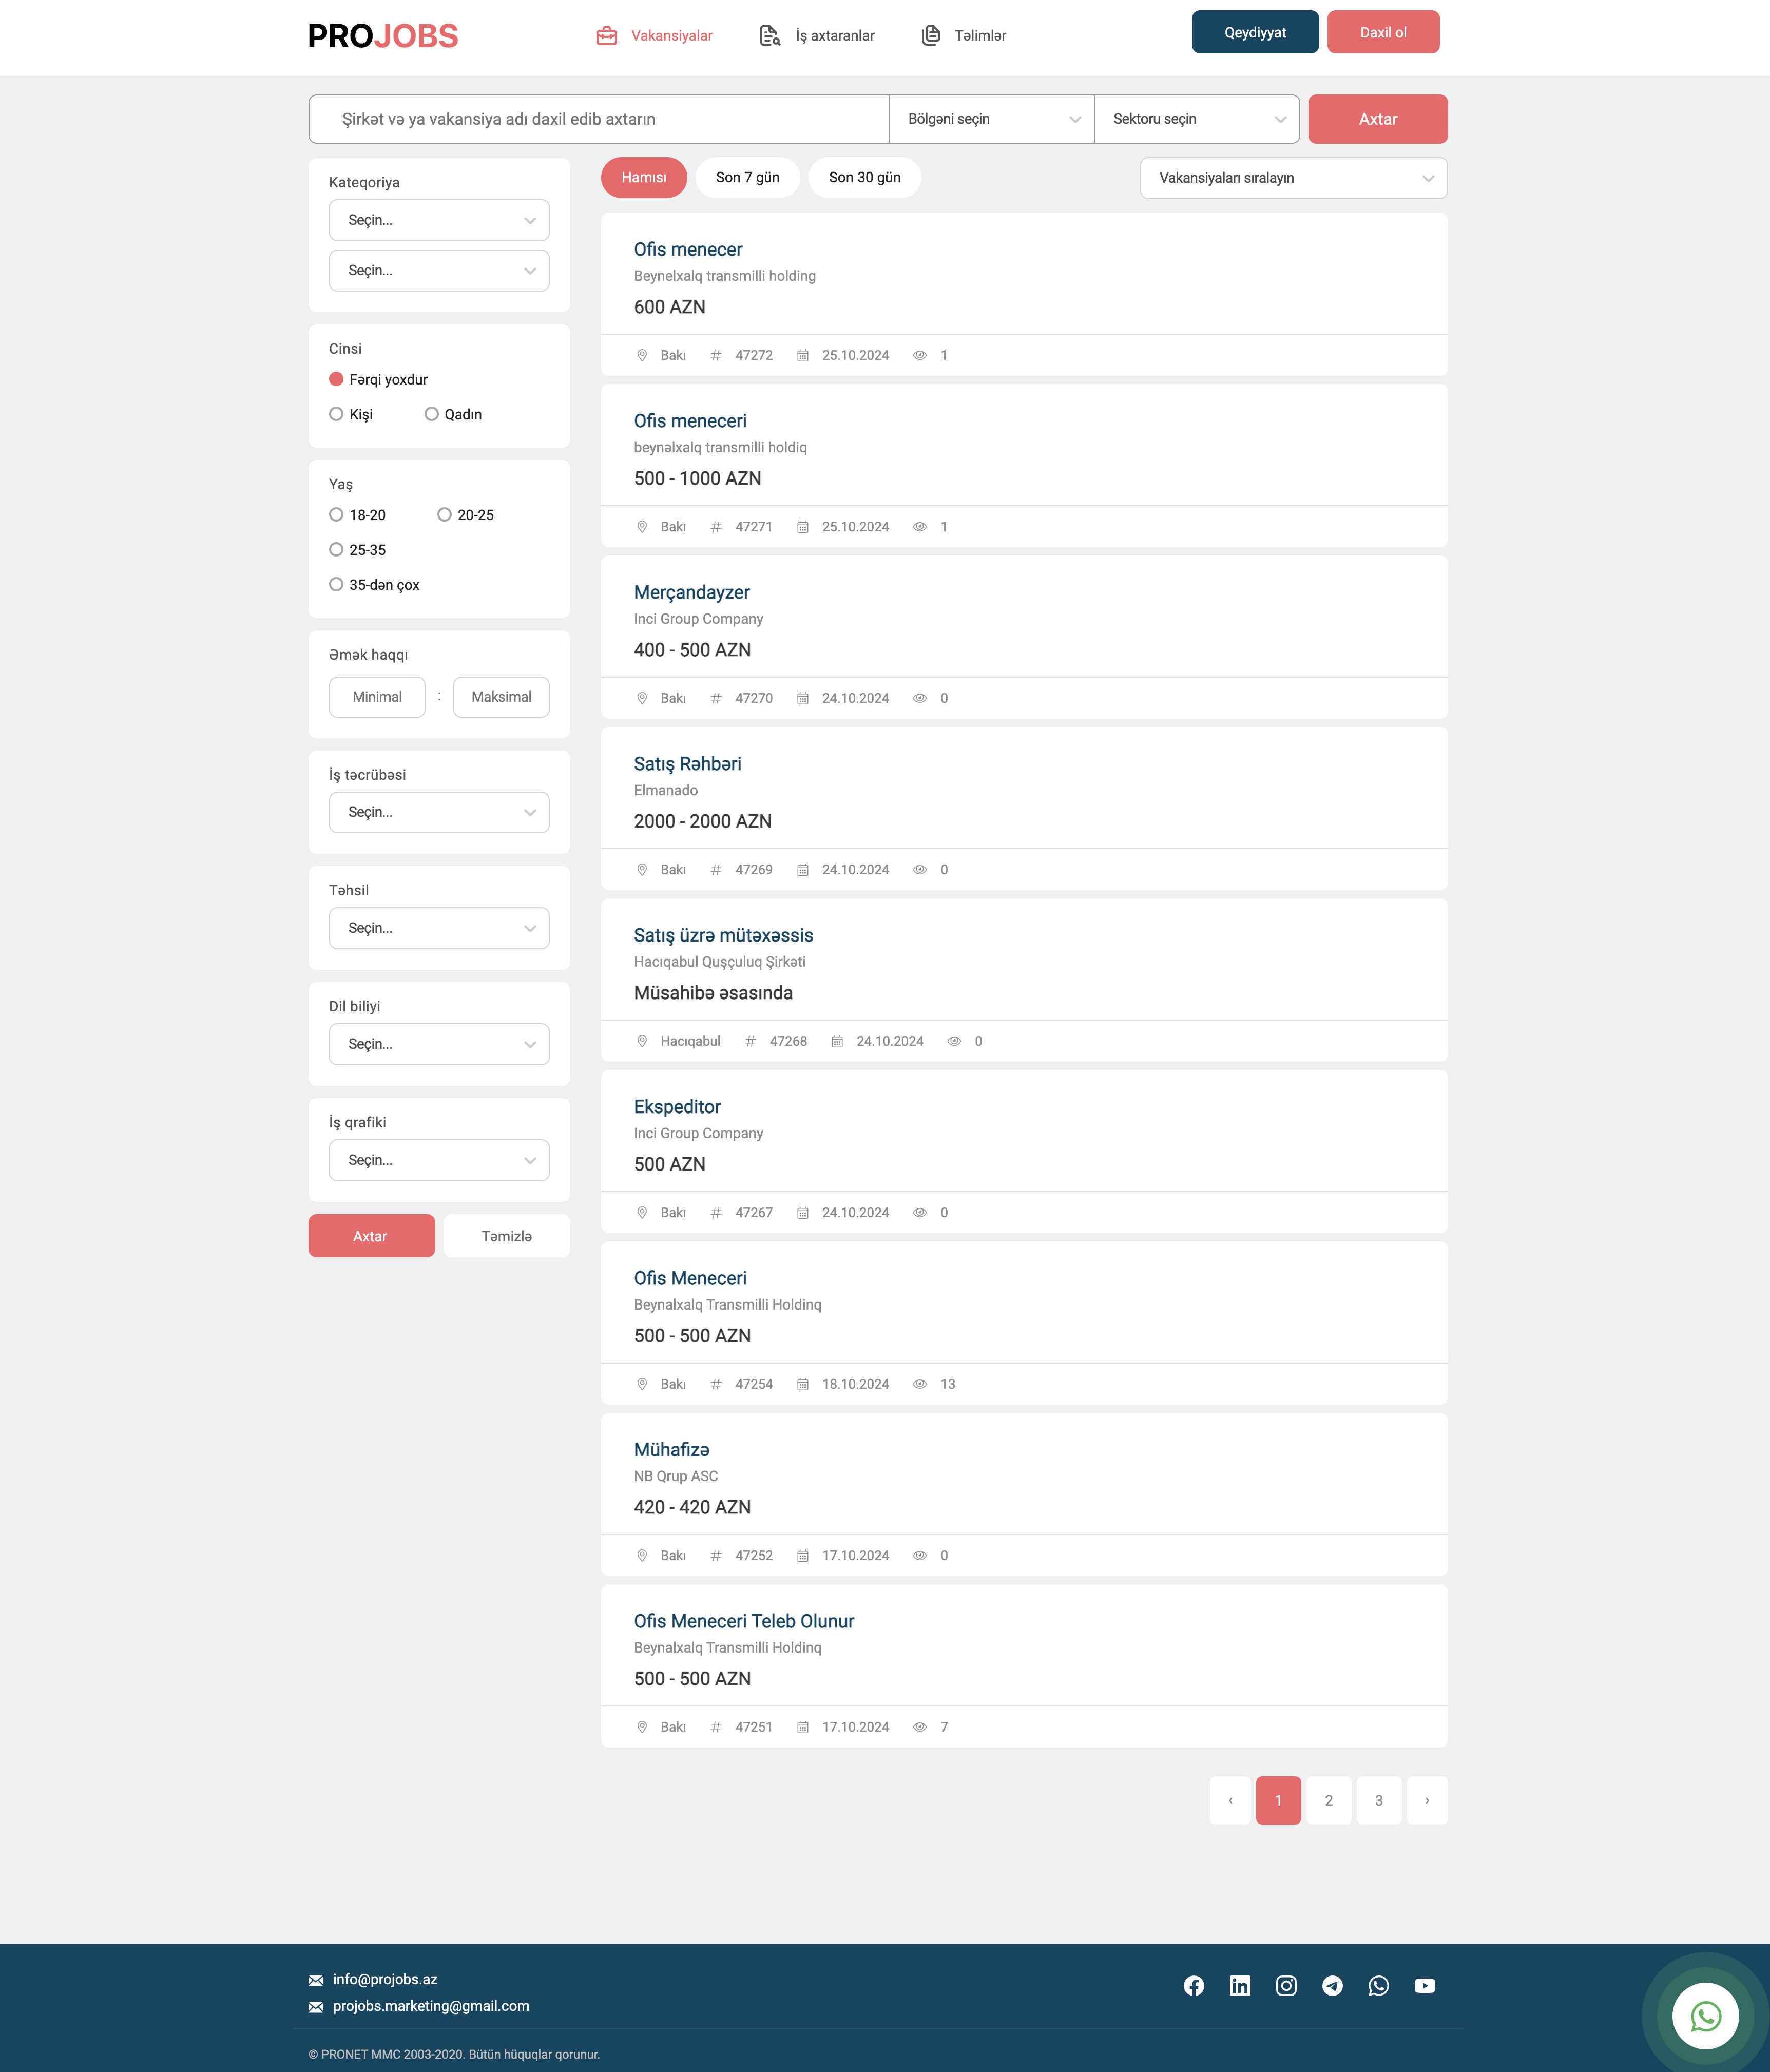 PROJOBS
Vakansiyalar
İş axtaranlar
Təlimlər
Qeydiyyat
Daxil ol
Şirkət və ya vakansiya adı daxil edib axtarın
Bölgəni seçin
Sektoru seçin
Axtar
Kateqoriya
Seçin...
Seçin...
Cinsi
Fərqi yoxdur
Kişi
Qadın
Yaş
18-20
20-25
25-35
35-dən çox
Əmək haqqı
Minimal
:
Maksimal
İş təcrübəsi
Seçin...
Təhsil
Seçin...
Dil biliyi
Seçin...
İş qrafiki
Seçin...
Axtar
Təmizlə
Hamısı
Son 7 gün
Son 30 gün
Vakansiyaları sıralayın
Ofis menecer
Beynelxalq transmilli holding
600 AZN
Bakı # 47272 25.10.2024 1
Ofis meneceri
beynəlxalq transmilli holdiq
500 - 1000 AZN
Bakı # 47271 25.10.2024 1
Merçandayzer
Inci Group Company
400 - 500 AZN
Bakı # 47270 24.10.2024 0
Satış Rəhbəri
Elmanado
2000 - 2000 AZN
Bakı # 47269 24.10.2024 0
Satış üzrə mütəxəssis
Hacıqabul Quşçuluq Şirkəti
Müsahibə əsasında
Hacıqabul # 47268 24.10.2024 0
Ekspeditor
Inci Group Company
500 AZN
Bakı # 47267 24.10.2024 0
Ofis Meneceri
Beynalxalq Transmilli Holdinq
500 - 500 AZN
Bakı # 47254 18.10.2024 13
Mühafizə
NB Qrup ASC
420 - 420 AZN
Bakı # 47252 17.10.2024 0
Ofis Meneceri Teleb Olunur
Beynalxalq Transmilli Holdinq
500 - 500 AZN
Bakı # 47251 17.10.2024 7
‹ 1 2 3 ›
info@projobs.az
projobs.marketing@gmail.com
© PRONET MMC 2003-2020. Bütün hüquqlar qorunur.